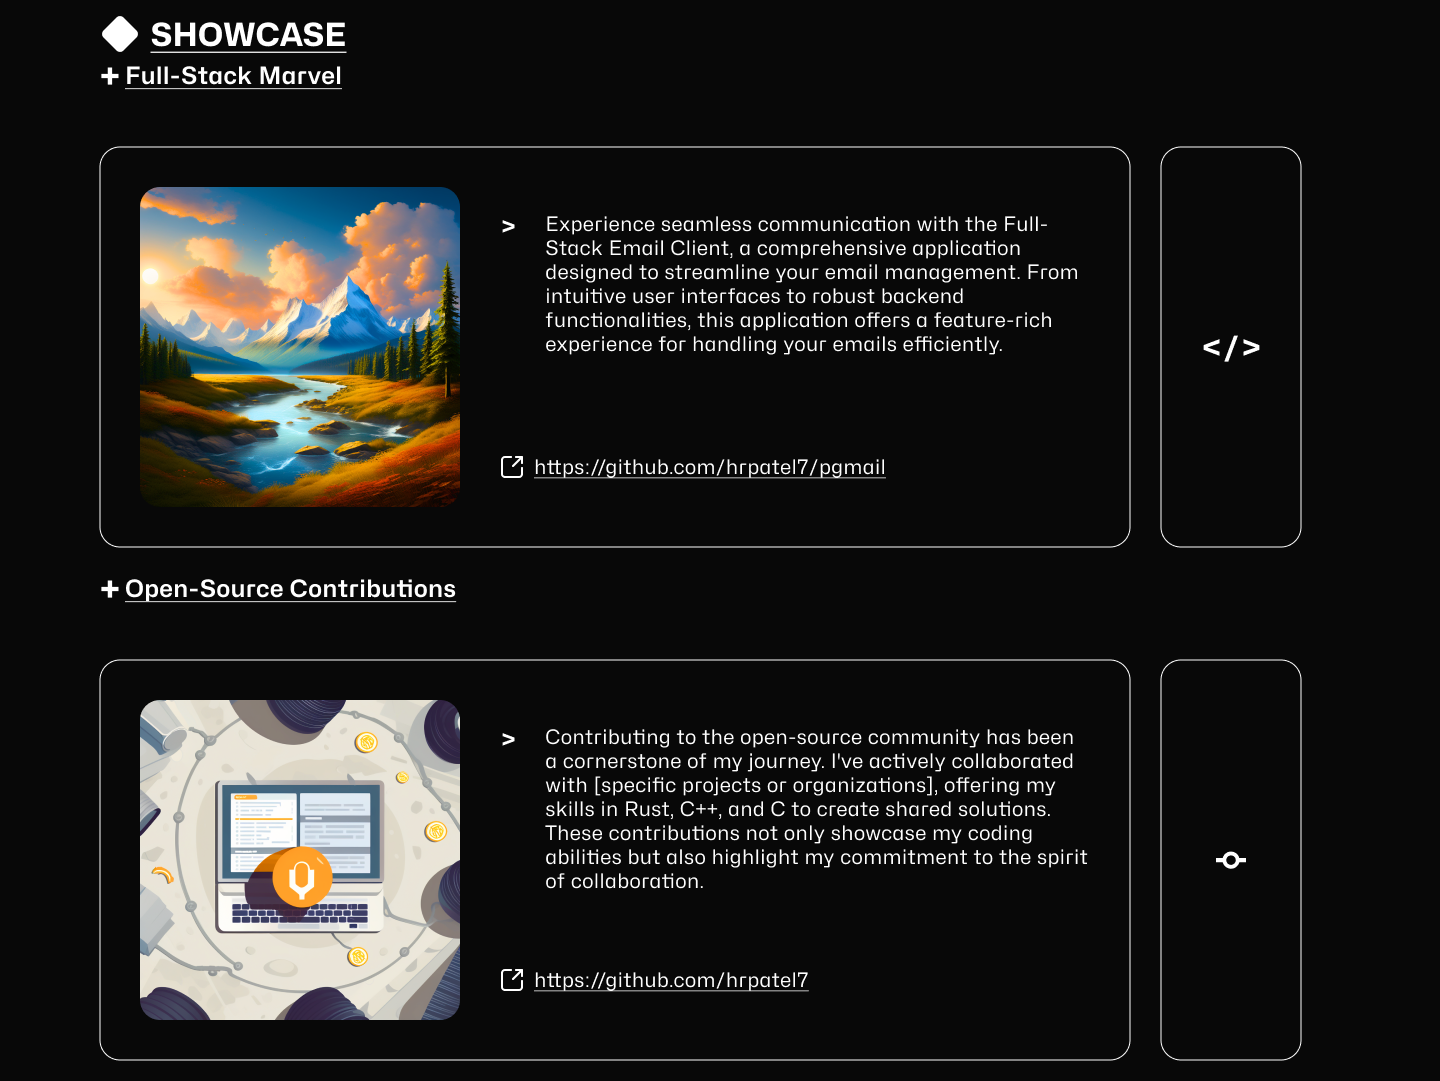 SHOWCASE
+ Full-Stack Marvel
> Experience seamless communication with the Full-
Stack Email Client, a comprehensive application
designed to streamline your email management. From
intuitive user interfaces to robust backend
functionalities, this application offers a feature-rich
experience for handling your emails efficiently.
</>
https://github.com/hrpatel7/pgmail
+ Open-Source Contributions
> Contributing to the open-source community has been
a cornerstone of my journey. I've actively collaborated
with [specific projects or organizations], offering my
skills in Rust, C++, and C to create shared solutions.
These contributions not only showcase my coding
abilities but also highlight my commitment to the spirit
of collaboration.
https://github.com/hrpatel7